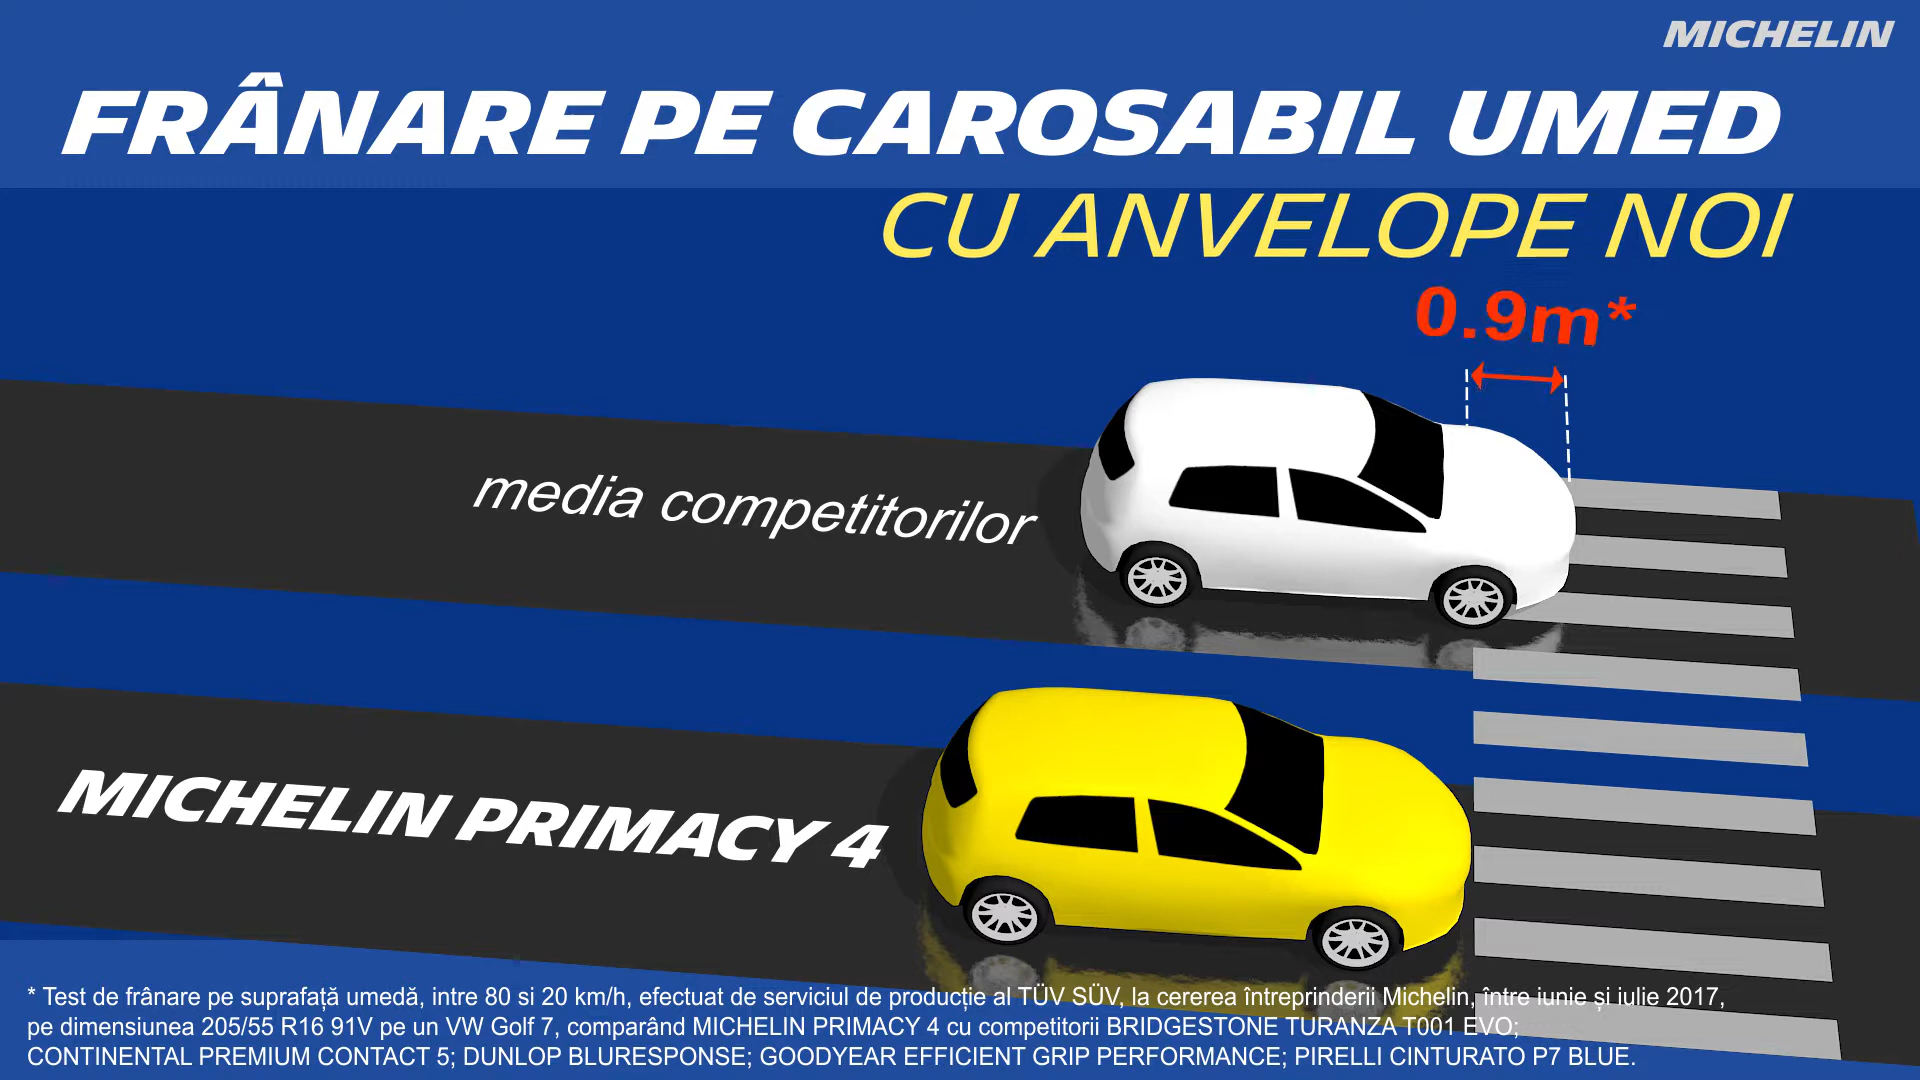 MICHELIN
FRÂNARE PE CAROSABIL UMED
CU ANVELOPE NOI
0.9m*
media competitorilor
MICHELIN PRIMACY 4
* Test de frânare pe suprafață umedă, intre 80 si 20 km/h, efectuat de serviciul de producție al TÜV SÜV, la cererea întreprinderii Michelin, între iunie și iulie 2017,
pe dimensiunea 205/55 R16 91V pe un VW Golf 7, comparând MICHELIN PRIMACY 4 cu competitorii BRIDGESTONE TURANZA T001 EVO;
CONTINENTAL PREMIUM CONTACT 5; DUNLOP BLURESPONSE; GOODYEAR EFFICIENT GRIP PERFORMANCE; PIRELLI CINTURATO P7 BLUE.